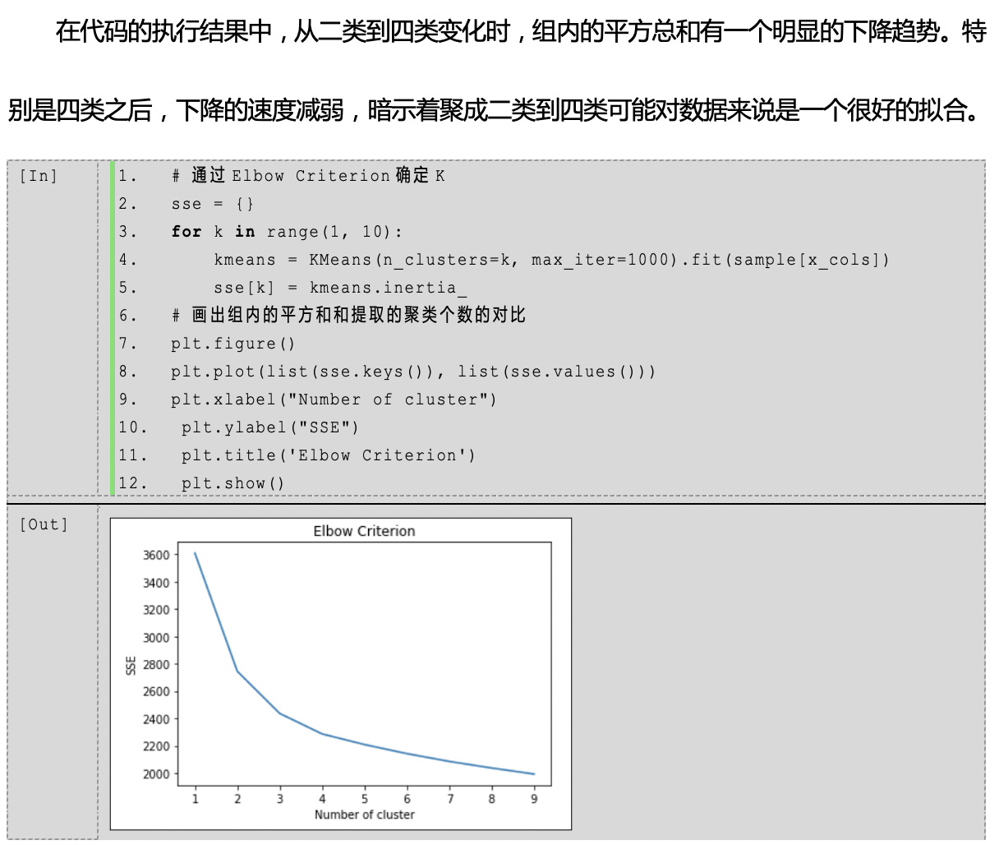 在代码的执行结果中，从二类到四类变化时，组内的平方总和有一个明显的下降趋势。特
别是四类之后，下降的速度减弱，暗示着聚成二类到四类可能对数据来说是一个很好的拟合。
[In]
1. # 通过 Elbow Criterion 确定 K
2. sse = {}
3. for k in range(1, 10):
4.     kmeans = KMeans(n_clusters=k, max_iter=1000).fit(sample[x_cols])
5.     sse[k] = kmeans.inertia_
6. # 画出组内的平方和和提取的聚类个数的对比
7. plt.figure()
8. plt.plot(list(sse.keys()), list(sse.values()))
9. plt.xlabel("Number of cluster")
10. plt.ylabel("SSE")
11. plt.title('Elbow Criterion')
12. plt.show()
[Out]
Elbow Criterion
3600
3400
3200
3000
2800
2600
2400
2200
2000
SSE
1 2 3 4 5 6 7 8 9
Number of cluster